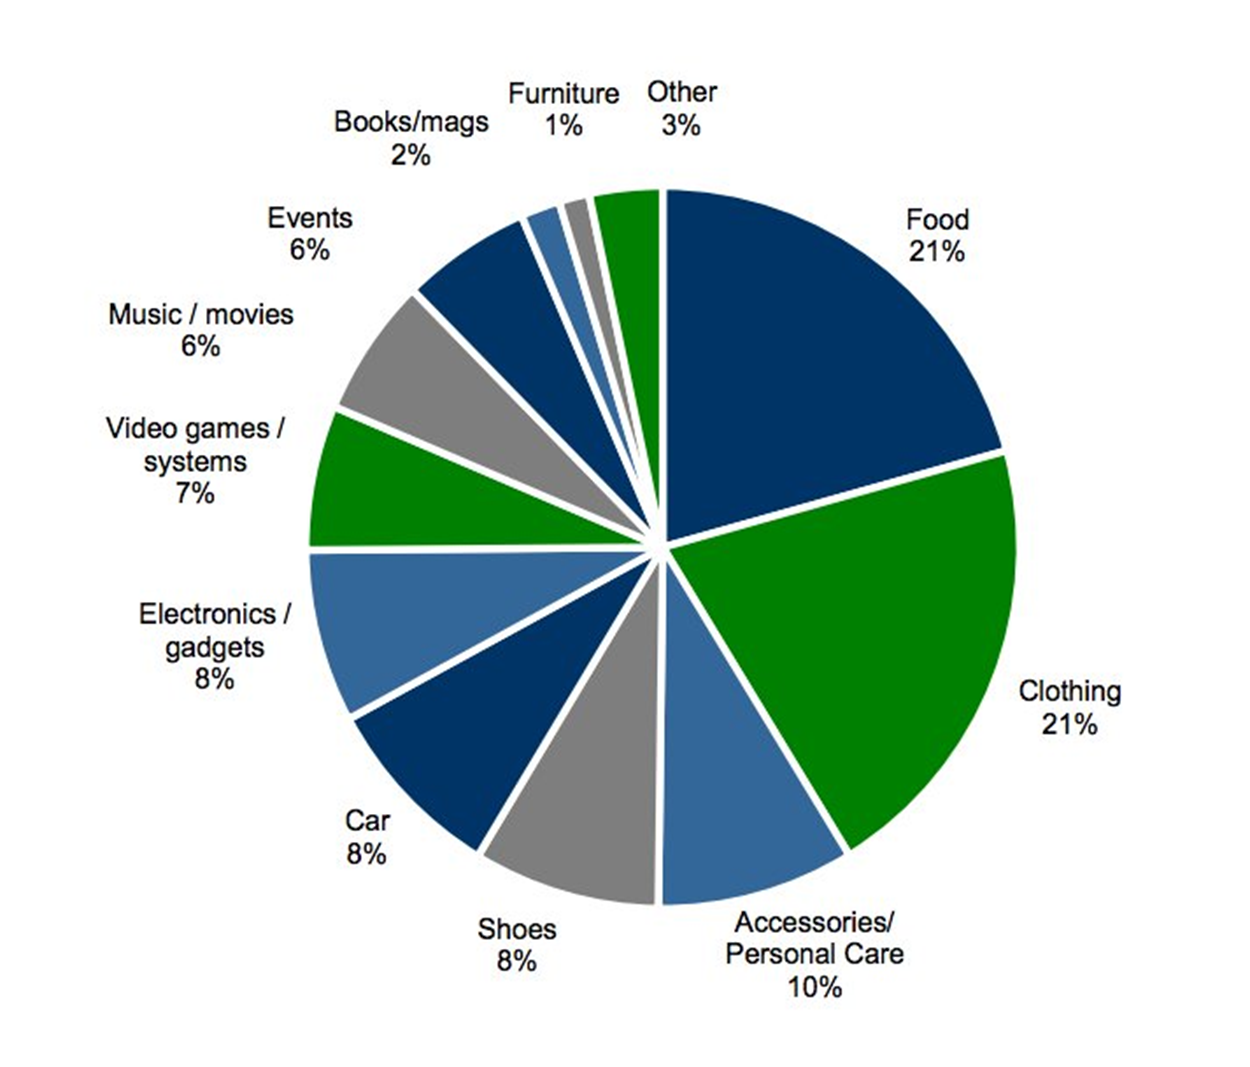 Furniture
1%
Other
3%
Books/mags
2%
Events
6%
Food
21%
Music / movies
6%
Video games /
systems
7%
Electronics /
gadgets
8%
Clothing
21%
Car
8%
Shoes
8%
Accessories/
Personal Care
10%